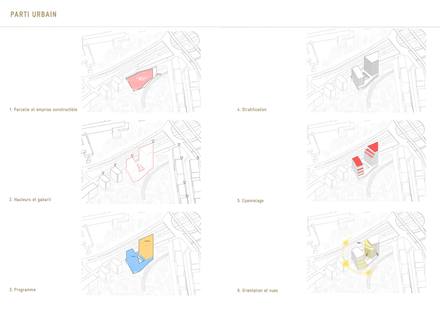 PARTI URBAIN
1. Parcelle et emprise constructible
2. Hauteurs et gabarit
3. Programme
4. Stratification
5. Epannelage
6. Orientation et vues